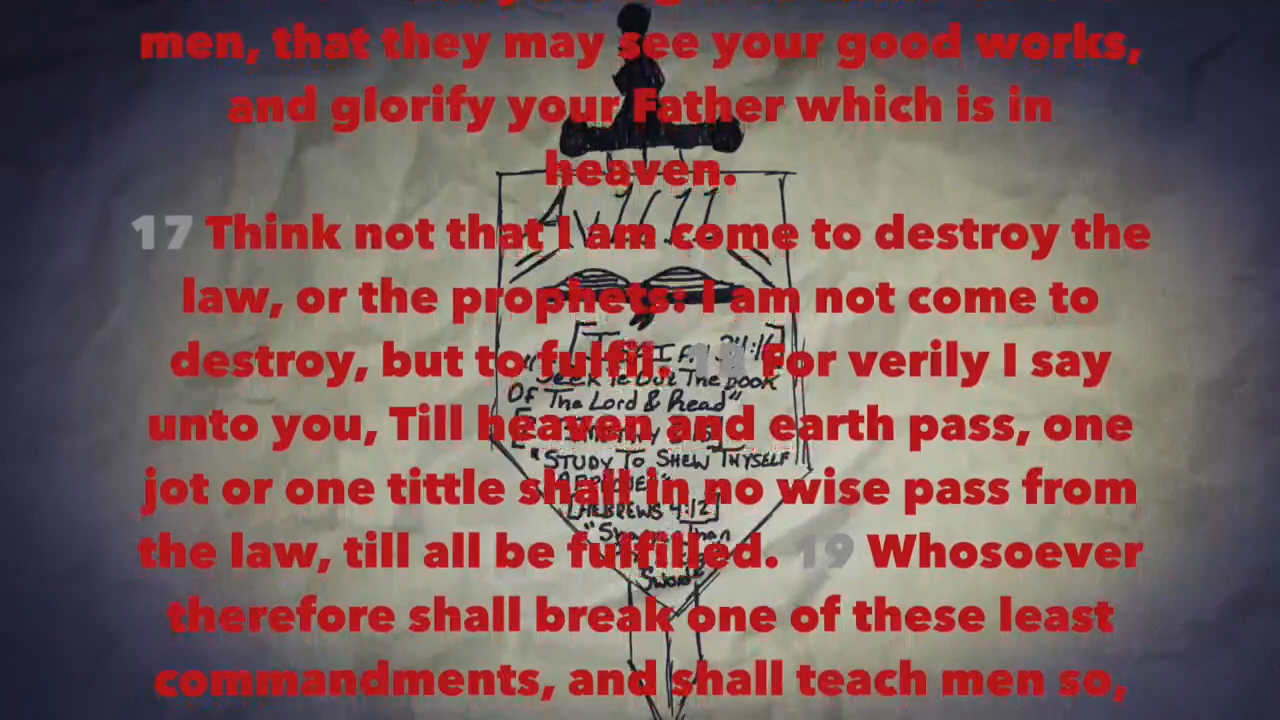 men, that they may see your good works,
and glorify your Father which is in
heaven.
17 Think not that I am come to destroy the
law, or the prophets: I am not come to
destroy, but to fulfil. 18 For verily I say
unto you, Till heaven and earth pass, one
jot or one tittle shall in no wise pass from
the law, till all be fulfilled. 19 Whosoever
therefore shall break one of these least
commandments, and shall teach men so,
34:16]
"Seek Ye Out The Book
Of The Lord & Read"
"STUDY TO SHEW THYSELF
[HEBREWS 4:12]
Sword"